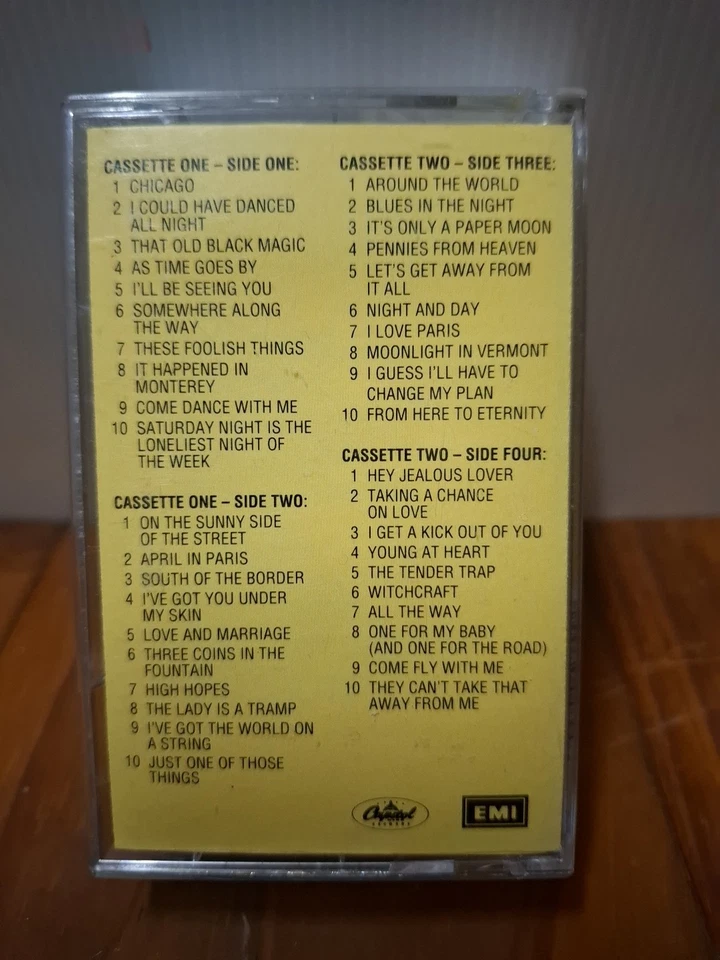 CASSETTE ONE – SIDE ONE:
1 CHICAGO
2 I COULD HAVE DANCED
ALL NIGHT
3 THAT OLD BLACK MAGIC
4 AS TIME GOES BY
5 I'LL BE SEEING YOU
6 SOMEWHERE ALONG
THE WAY
7 THESE FOOLISH THINGS
8 IT HAPPENED IN
MONTEREY
9 COME DANCE WITH ME
10 SATURDAY NIGHT IS THE
LONELIEST NIGHT OF
THE WEEK
CASSETTE ONE – SIDE TWO:
1 ON THE SUNNY SIDE
OF THE STREET
2 APRIL IN PARIS
3 SOUTH OF THE BORDER
4 I'VE GOT YOU UNDER
MY SKIN
5 LOVE AND MARRIAGE
6 THREE COINS IN THE
FOUNTAIN
7 HIGH HOPES
8 THE LADY IS A TRAMP
9 I'VE GOT THE WORLD ON
A STRING
10 JUST ONE OF THOSE
THINGS
CASSETTE TWO – SIDE THREE:
1 AROUND THE WORLD
2 BLUES IN THE NIGHT
3 IT'S ONLY A PAPER MOON
4 PENNIES FROM HEAVEN
5 LET'S GET AWAY FROM
IT ALL
6 NIGHT AND DAY
7 I LOVE PARIS
8 MOONLIGHT IN VERMONT
9 I GUESS I'LL HAVE TO
CHANGE MY PLAN
10 FROM HERE TO ETERNITY
CASSETTE TWO – SIDE FOUR:
1 HEY JEALOUS LOVER
2 TAKING A CHANCE
ON LOVE
3 I GET A KICK OUT OF YOU
4 YOUNG AT HEART
5 THE TENDER TRAP
6 WITCHCRAFT
7 ALL THE WAY
8 ONE FOR MY BABY
(AND ONE FOR THE ROAD)
9 COME FLY WITH ME
10 THEY CAN'T TAKE THAT
AWAY FROM ME
Capitol
RECORDS
EMI